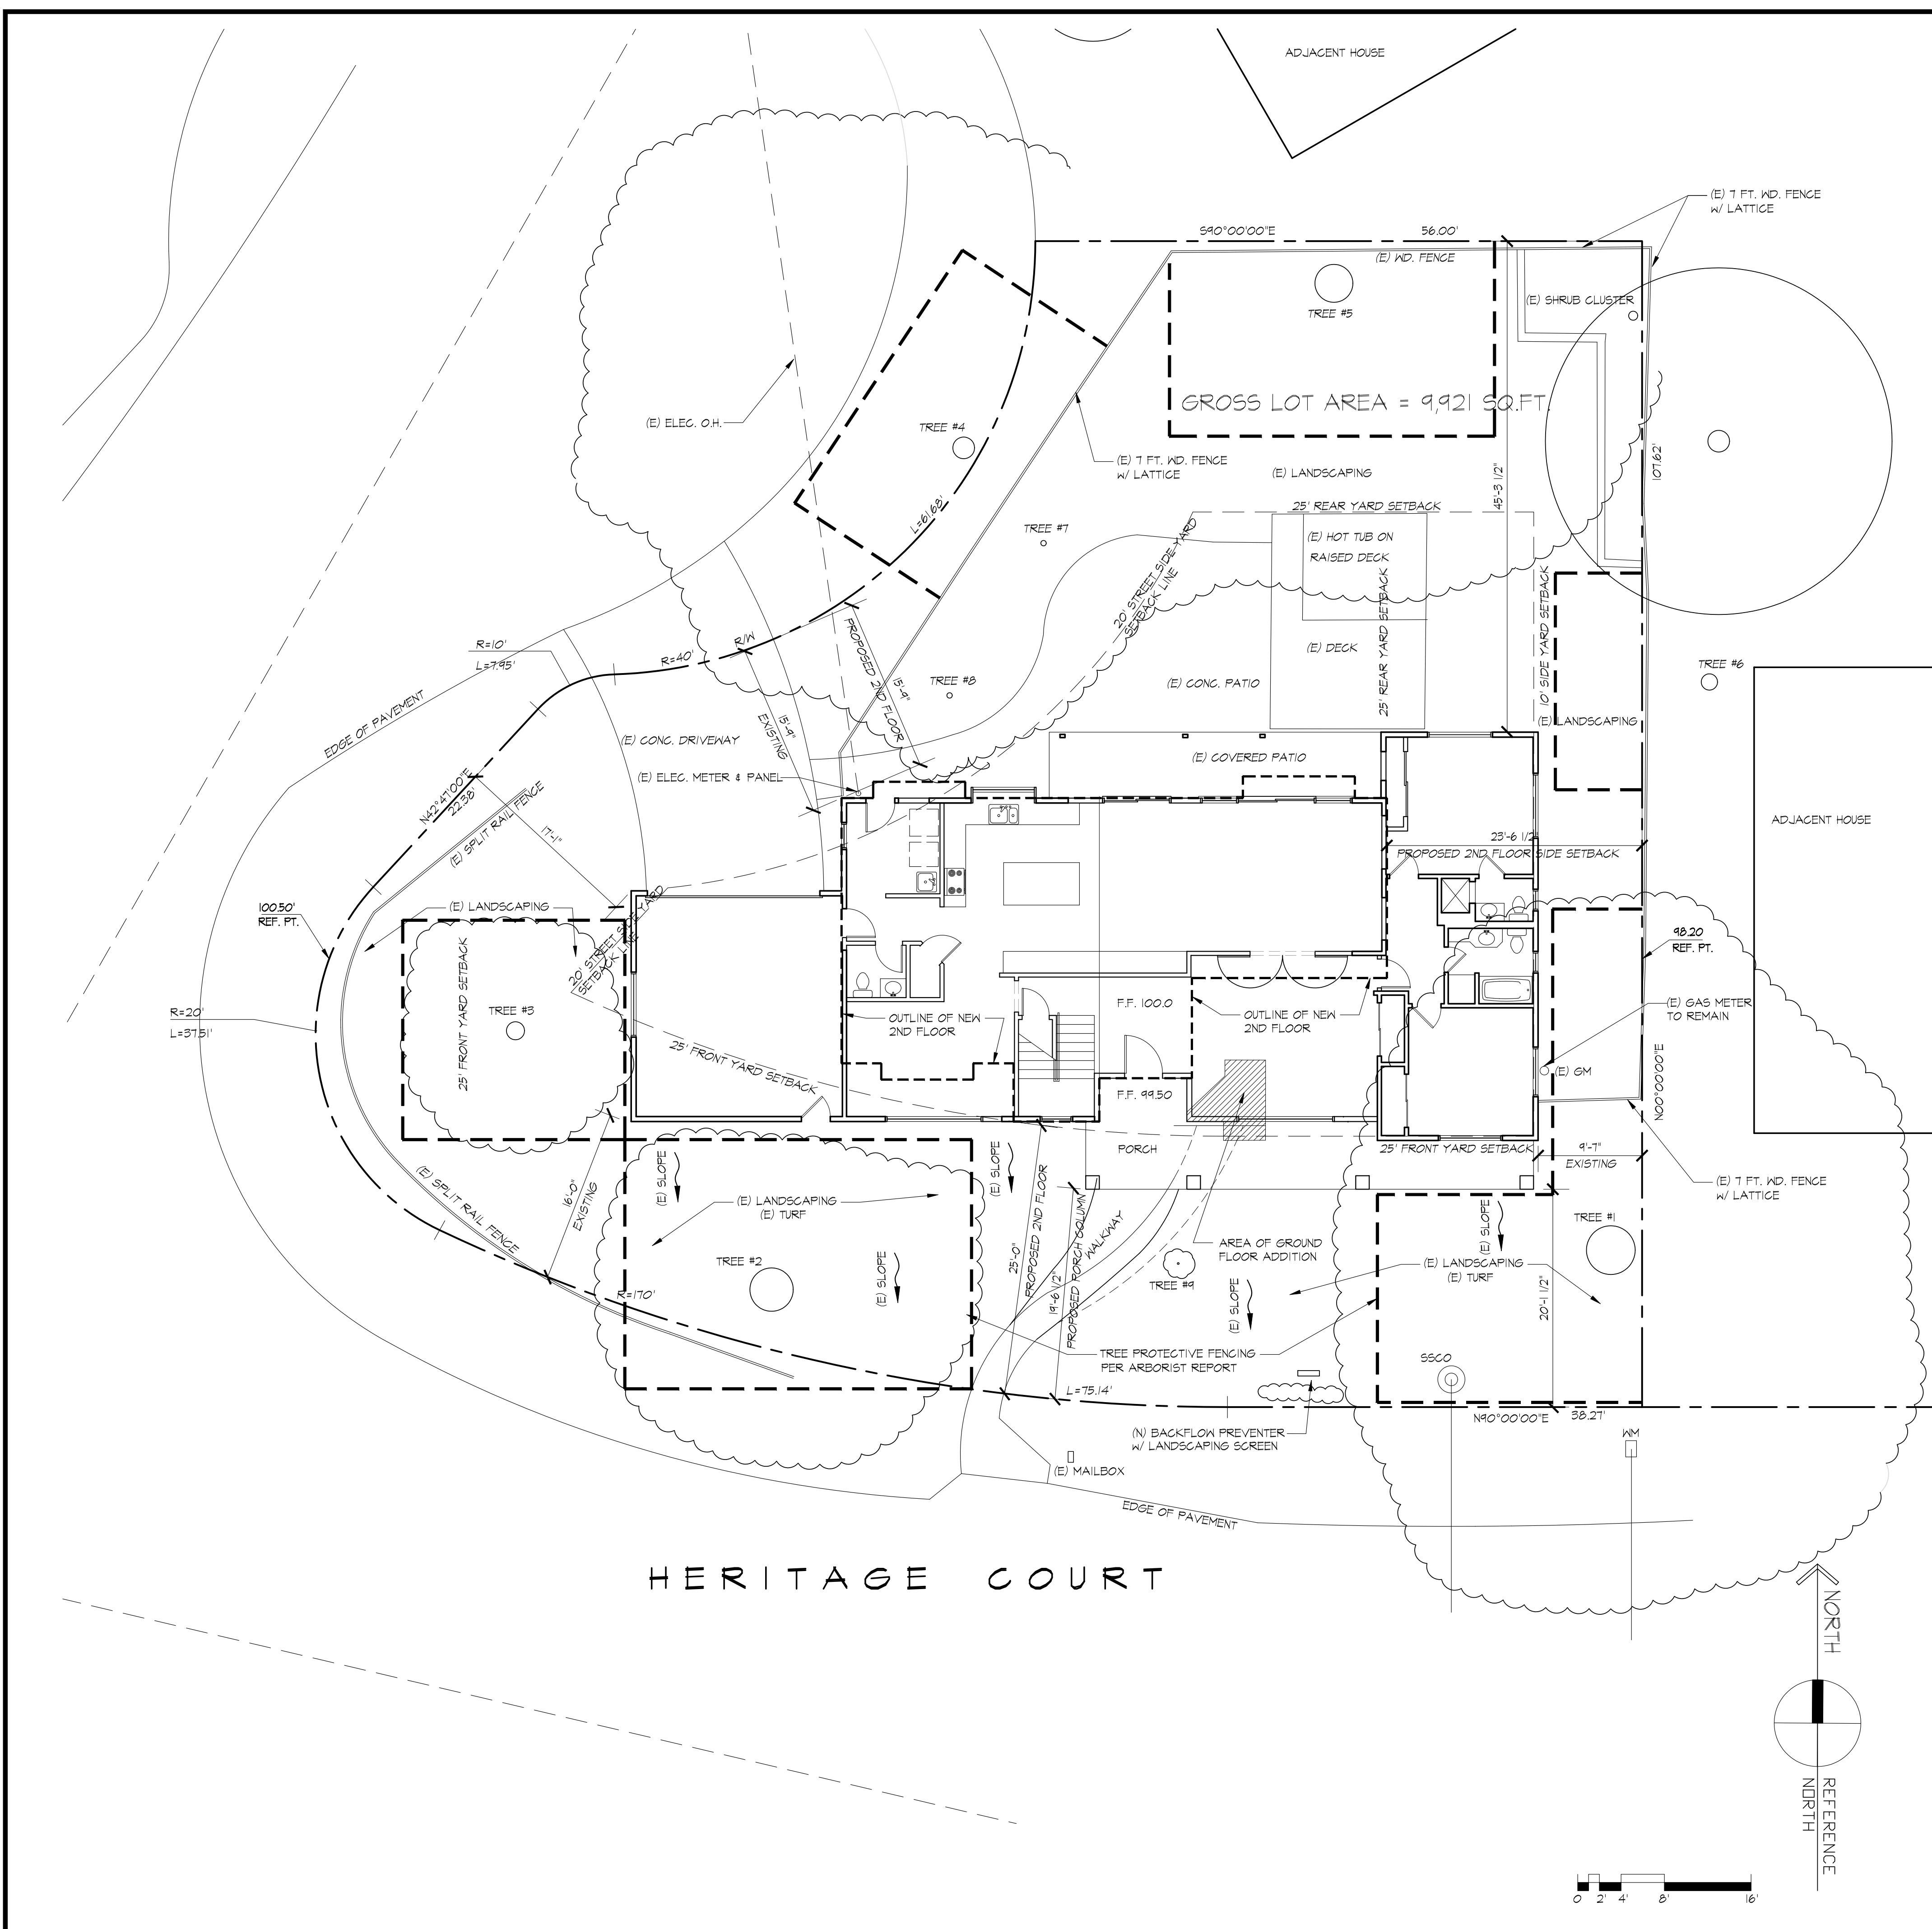 ADJACENT HOUSE
(E) 7 FT. WD. FENCE
W/ LATTICE
S90°00'00"E
56.00'
(E) WD. FENCE
(E) SHRUB CLUSTER
TREE #5
GROSS LOT AREA = 9,921 SQ.FT.
(E) ELEC. O.H.
TREE #4
(E) 7 FT. WD. FENCE
W/ LATTICE
(E) LANDSCAPING
45'-3 1/2"
107.62'
25' REAR YARD SETBACK
L=61.68'
TREE #7
(E) HOT TUB ON
RAISED DECK
20' STREET SIDE YARD
SETBACK LINE
25' REAR YARD SETBACK
10' SIDE YARD SETBACK
R=10'
L=7.95'
R=40'
R/W
PROPOSED 2ND FLOOR
15'-9"
15'-9"
EXISTING
TREE #8
(E) DECK
(E) CONC. PATIO
TREE #6
(E) LANDSCAPING
EDGE OF PAVEMENT
(E) CONC. DRIVEWAY
(E) ELEC. METER & PANEL
(E) COVERED PATIO
N42°47'00"E
22.38'
(E) SPLIT RAIL FENCE
17'-1"
ADJACENT HOUSE
23'-6 1/2"
PROPOSED 2ND FLOOR SIDE SETBACK
100.50'
REF. PT.
(E) LANDSCAPING
20' STREET SIDE YARD
SETBACK LINE
25' FRONT YARD SETBACK
98.20
REF. PT.
TREE #3
R=20'
L=37.51'
F.F. 100.0
(E) GAS METER
TO REMAIN
OUTLINE OF NEW
2ND FLOOR
OUTLINE OF NEW
2ND FLOOR
25' FRONT YARD SETBACK
(E) GM
N00°00'00"E
F.F. 99.50
PORCH
25' FRONT YARD SETBACK
9'-7"
EXISTING
(E) SPLIT RAIL FENCE
16'-0"
EXISTING
(E) SLOPE
(E) SLOPE
(E) LANDSCAPING
(E) TURF
(E) 7 FT. WD. FENCE
W/ LATTICE
25'-0"
PROPOSED 2ND FLOOR
19'-6 1/2"
PROPOSED PORCH COLUMN
WALKWAY
(E) SLOPE
TREE #1
AREA OF GROUND
FLOOR ADDITION
TREE #2
(E) SLOPE
TREE #9
(E) SLOPE
(E) LANDSCAPING
(E) TURF
20'-1 1/2"
R=170'
TREE PROTECTIVE FENCING
PER ARBORIST REPORT
SSCO
L=75.14'
N90°00'00"E
38.27'
(N) BACKFLOW PREVENTER
W/ LANDSCAPING SCREEN
WM
(E) MAILBOX
EDGE OF PAVEMENT
HERITAGE COURT
NORTH
REFERENCE
NORTH
0 2' 4' 8' 16'